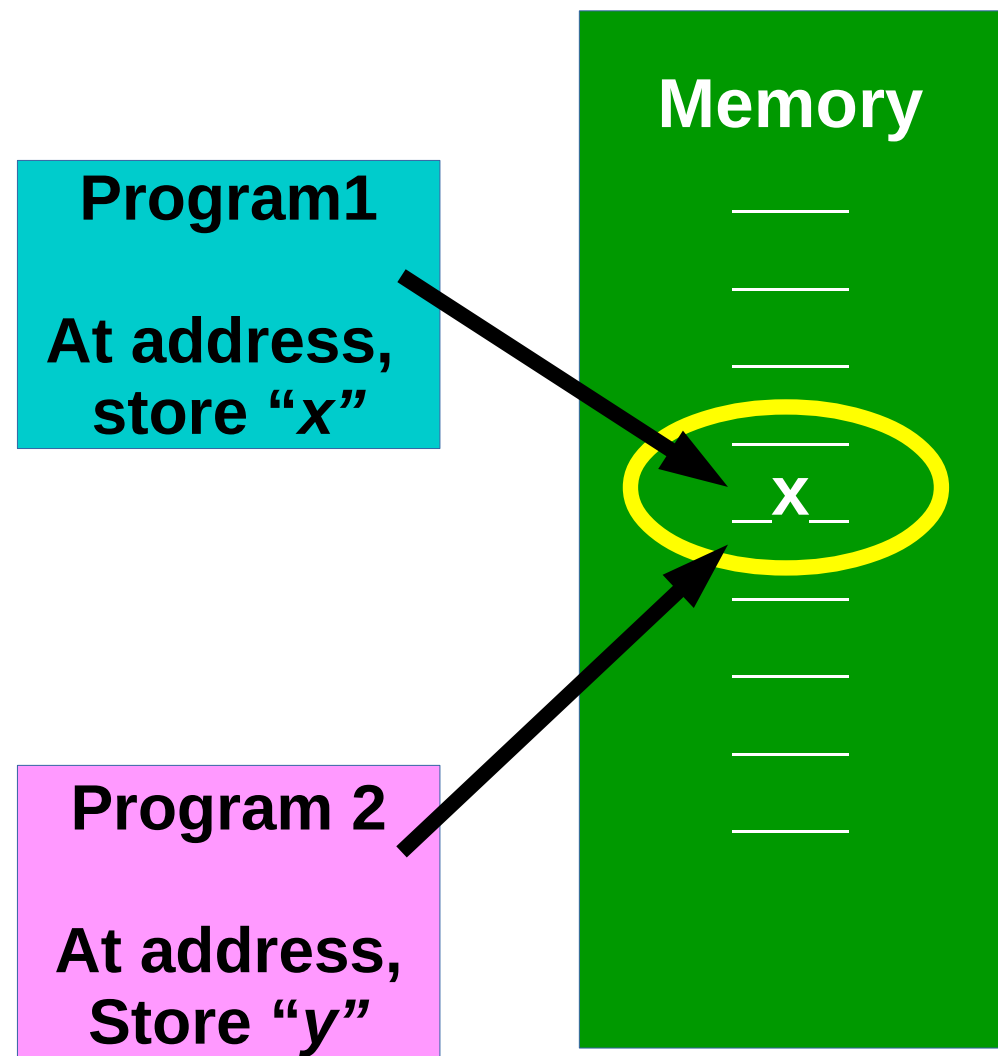 Memory
Program1
At address,
store “x”
_x_
Program 2
At address,
Store “y”